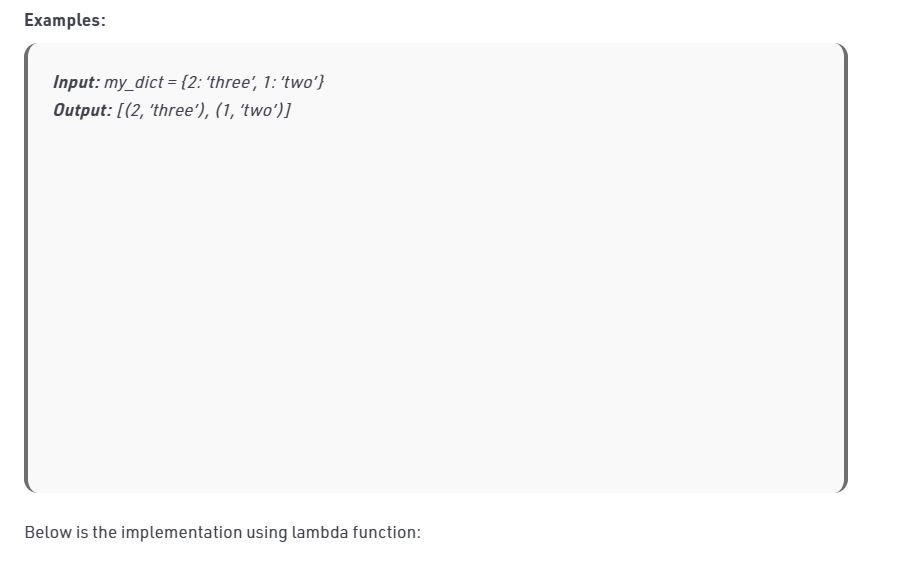 Examples:
Input: my_dict = {2: ‘three’, 1: ‘two’}
Output: [(2, ‘three’), (1, ‘two’)]
Below is the implementation using lambda function: